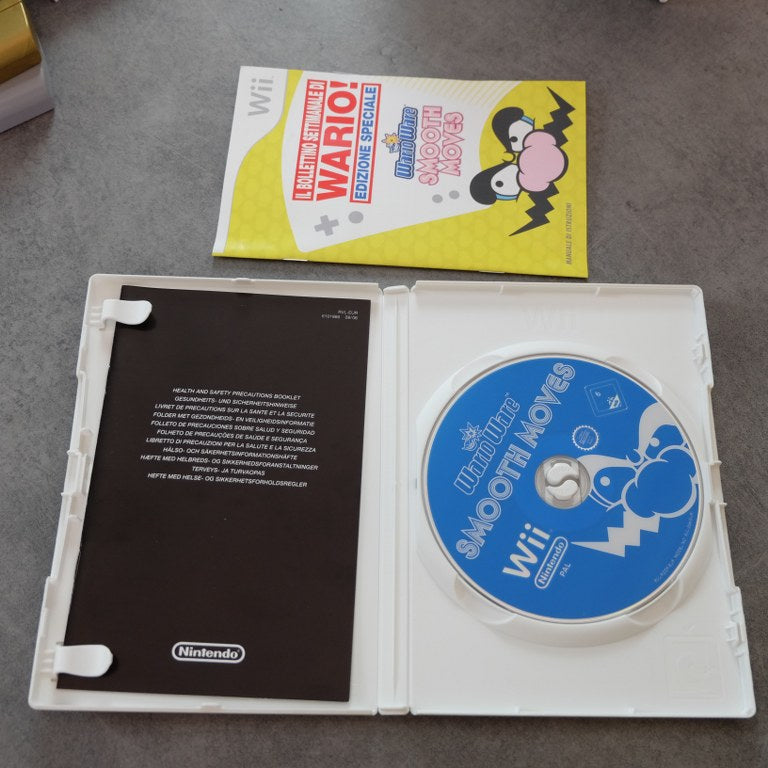 Wii
IL BOLLETTINO SETTIMANALE DI
WARIO!
EDIZIONE SPECIALE
Wario Ware
SMOOTH
MOVES
MANUALE DI ISTRUZIONI
HEALTH AND SAFETY PRECAUTIONS BOOKLET
GESUNDHEITS- UND SICHERHEITSHINWEISE
LIVRET DE PRECAUTIONS SUR LA SANTE ET LA SECURITE
FOLDER MET GEZONDHEIDS- EN VEILIGHEIDSINFORMATIE
FOLLETO DE PRECAUCIONES SOBRE SALUD Y SEGURIDAD
FOLHETO DE PRECAUÇÕES DE SAÚDE E SEGURANÇA
LIBRETTO DI PRECAUZIONI PER LA SALUTE E LA SICUREZZA
HÄLSO- OCH SÄKERHETSINFORMATIONSHÄFTE
HÆFTE MED HELBREDS- OG SIKKERHEDSFORANSTALTNINGER
TERVEYS- JA TURVAOPAS
HEFTE MED HELSE- OG SIKKERHETSFORHOLDSREGLER
Nintendo
Wii
Wario Ware™
SMOOTH MOVES
Wii
Nintendo
PAL